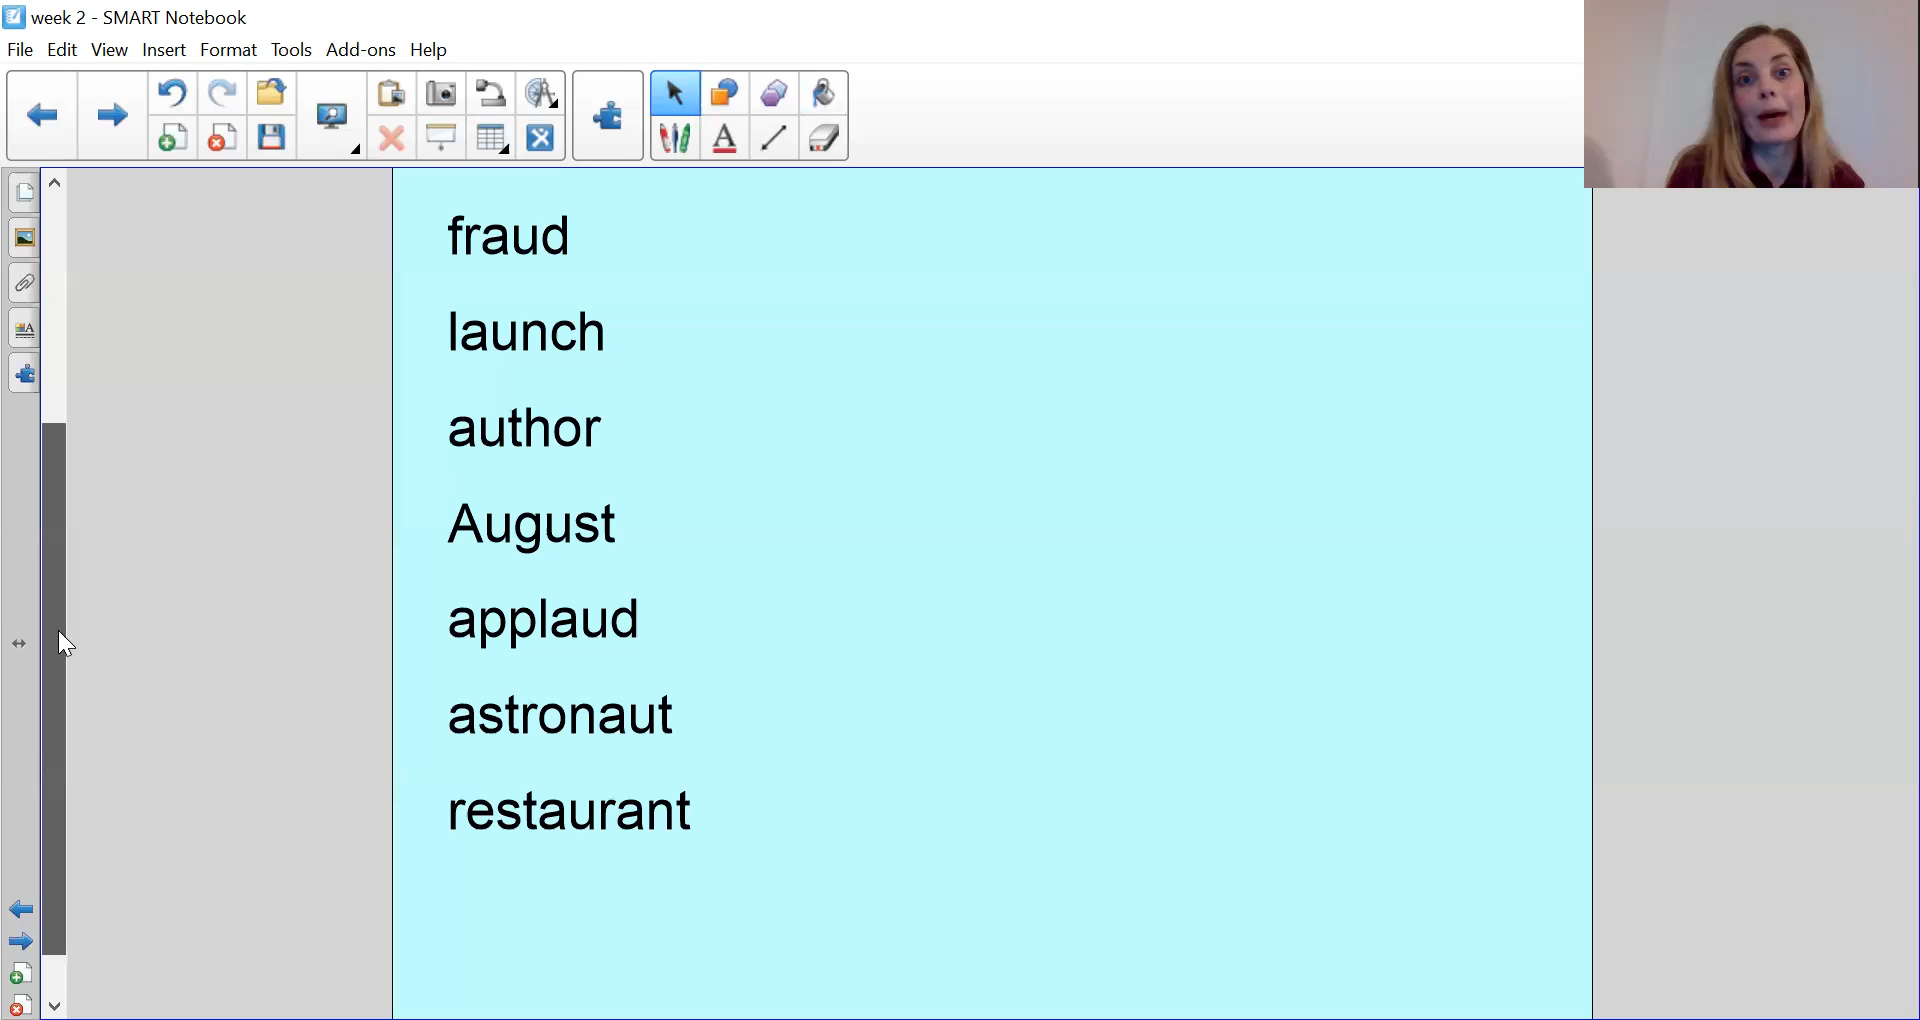 week 2 - SMART Notebook
File Edit View Insert Format Tools Add-ons Help
fraud
launch
author
August
applaud
astronaut
restaurant